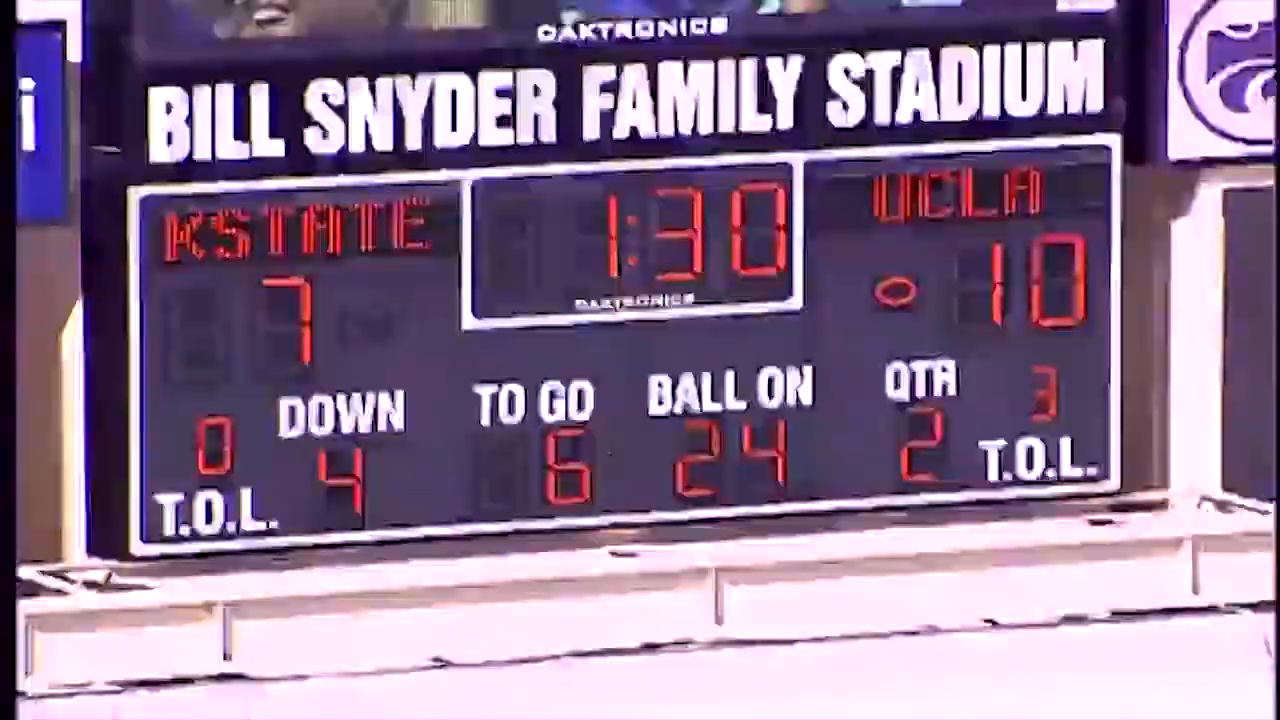 DAKTRONICS
BILL SNYDER FAMILY STADIUM
i
KSTATE 1:30 UCLA
7 DAKTRONICS 10
DOWN TO GO BALL ON QTR 3
0 4 6 24 2
T.O.L. T.O.L.